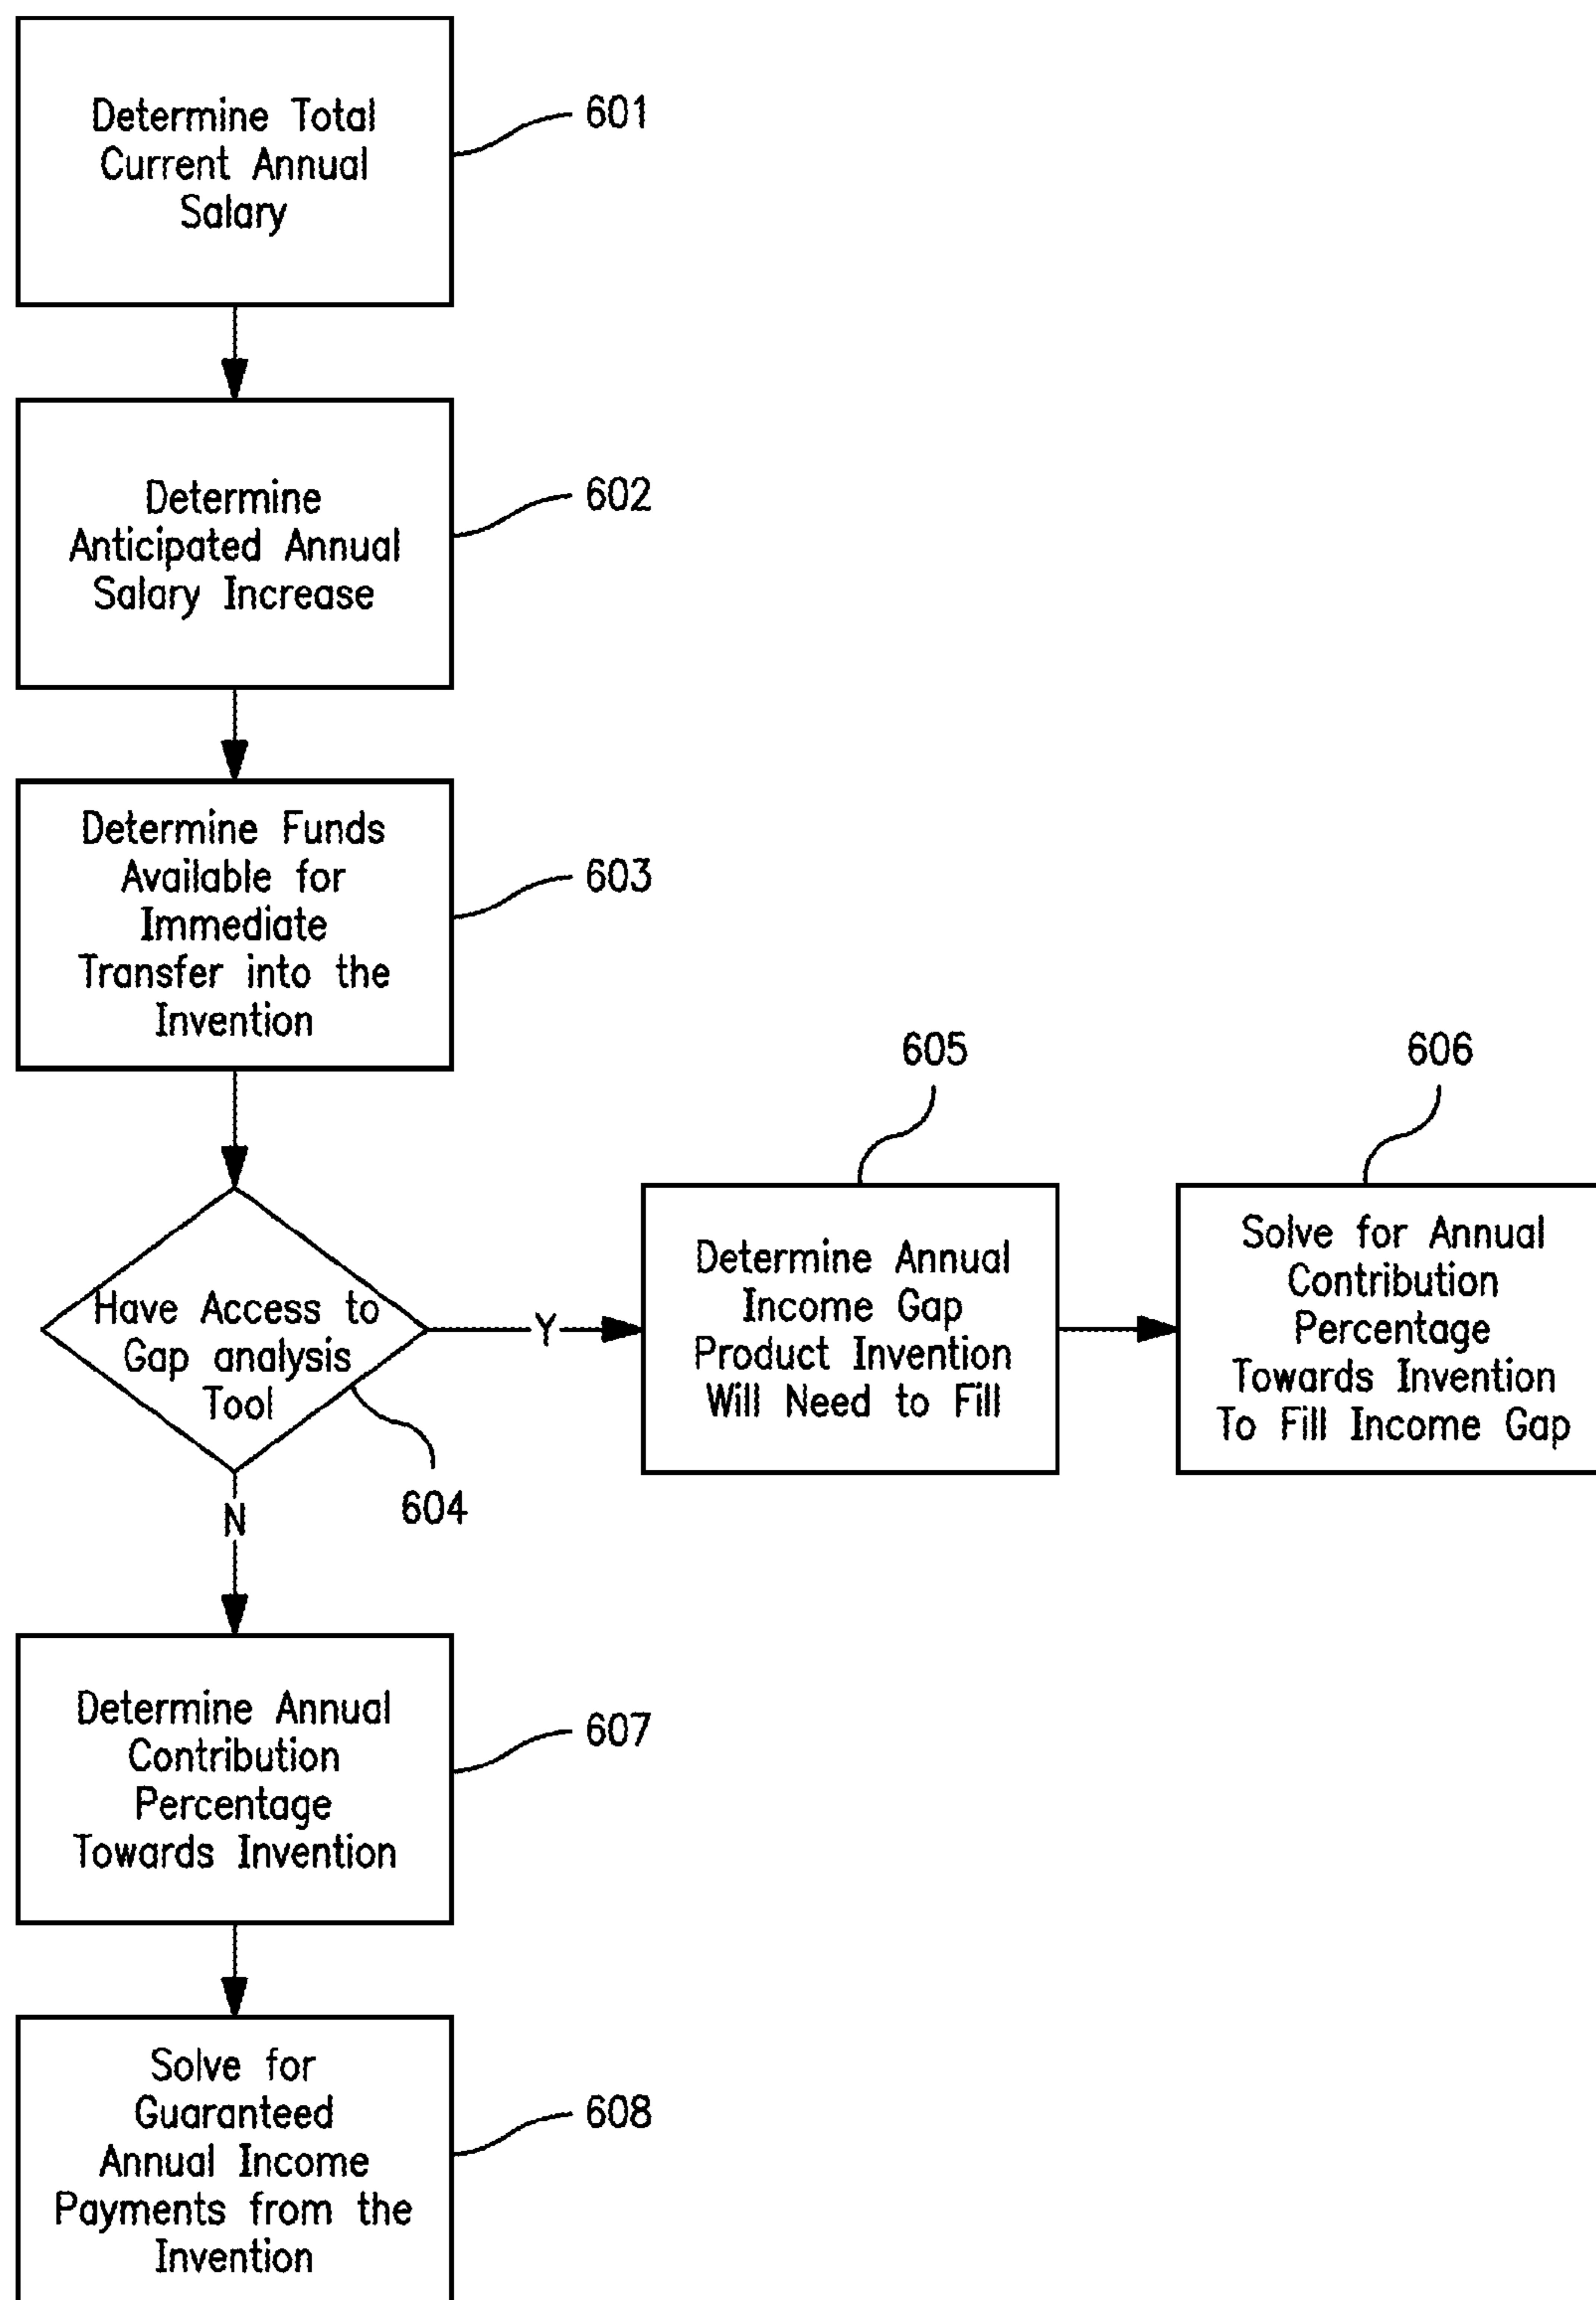 Determine Total
Current Annual
Salary
601
Determine
Anticipated Annual
Salary Increase
602
Determine Funds
Available for
Immediate
Transfer into the
Invention
603
Have Access to
Gap analysis
Tool
604
Y
605
Determine Annual
Income Gap
Product Invention
Will Need to Fill
606
Solve for Annual
Contribution
Percentage
Towards Invention
To Fill Income Gap
N
Determine Annual
Contribution
Percentage
Towards Invention
607
Solve for
Guaranteed
Annual Income
Payments from the
Invention
608